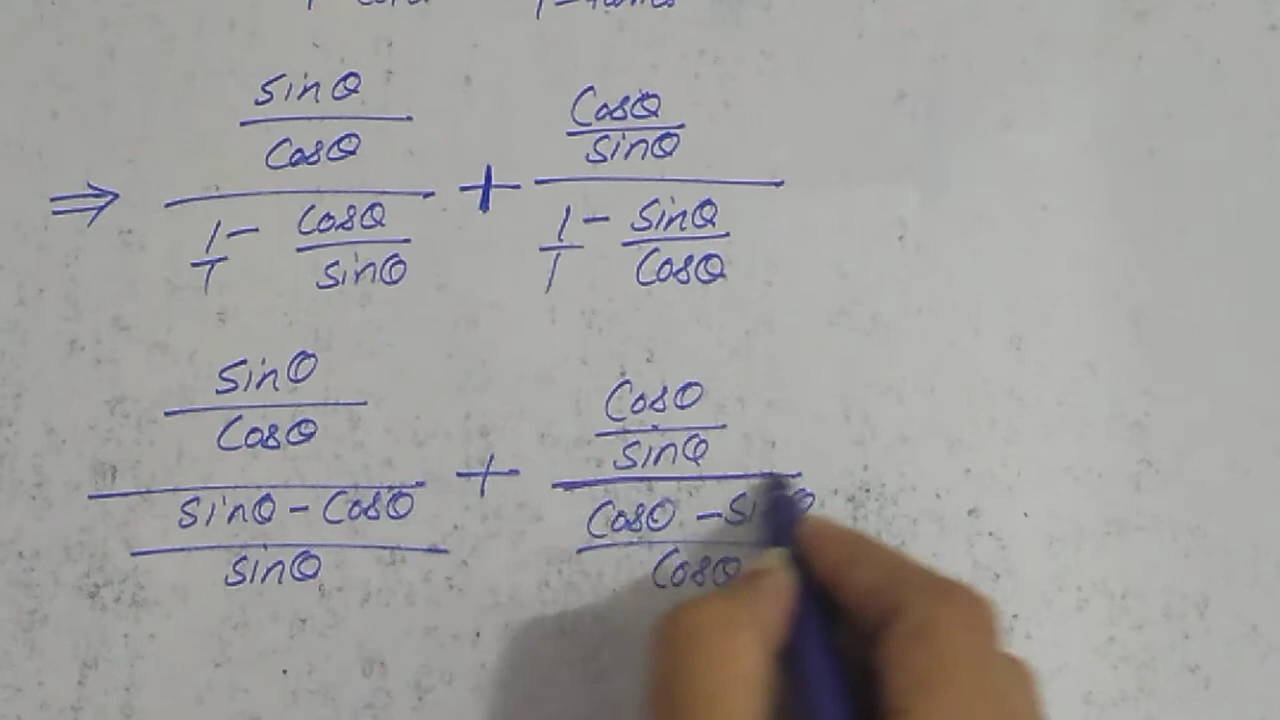 ⇒ (sinθ/cosθ)/(1/1 - cosθ/sinθ) + (cosθ/sinθ)/(1/1 - sinθ/cosθ)
(sinθ/cosθ)/((sinθ - cosθ)/sinθ) + (cosθ/sinθ)/((cosθ - sinθ)/cosθ)